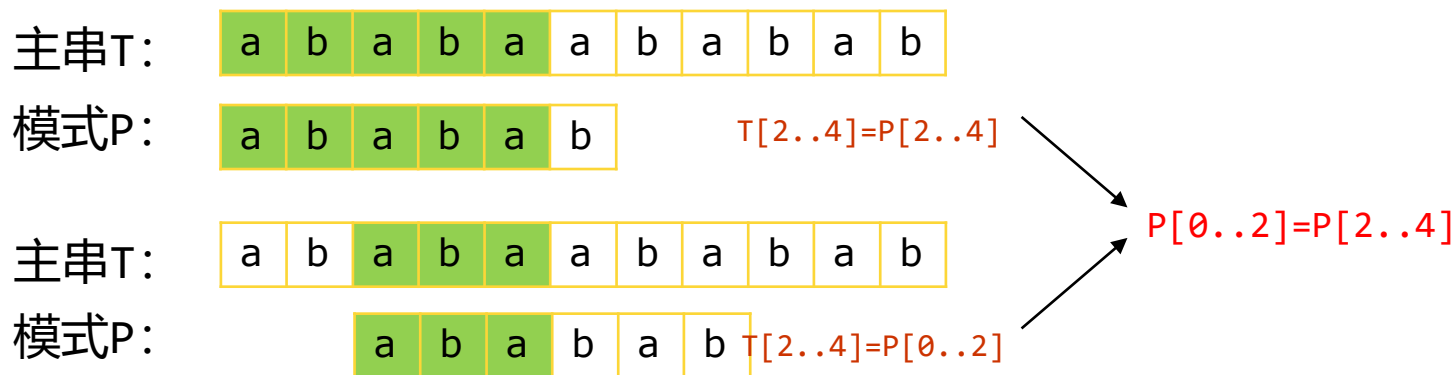 主串T: a b a b a a b a b a b
模式P: a b a b a b T[2..4]=P[2..4]
P[0..2]=P[2..4]
主串T: a b a b a a b a b a b
模式P: a b a b a b T[2..4]=P[0..2]